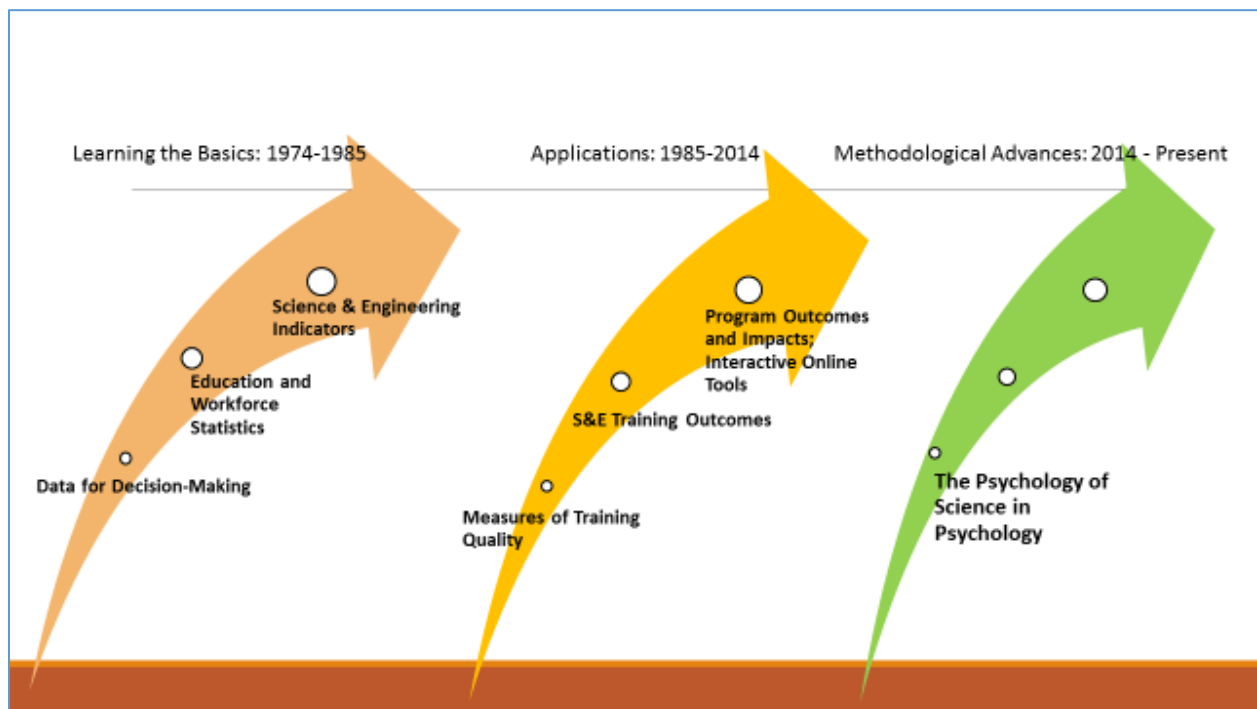 Learning the Basics: 1974-1985
Science & Engineering
Indicators
Education and
Workforce
Statistics
Data for Decision-Making
Applications: 1985-2014
Program Outcomes
and Impacts;
Interactive Online
Tools
S&E Training Outcomes
Measures of Training
Quality
Methodological Advances: 2014 - Present
The Psychology of
Science in
Psychology